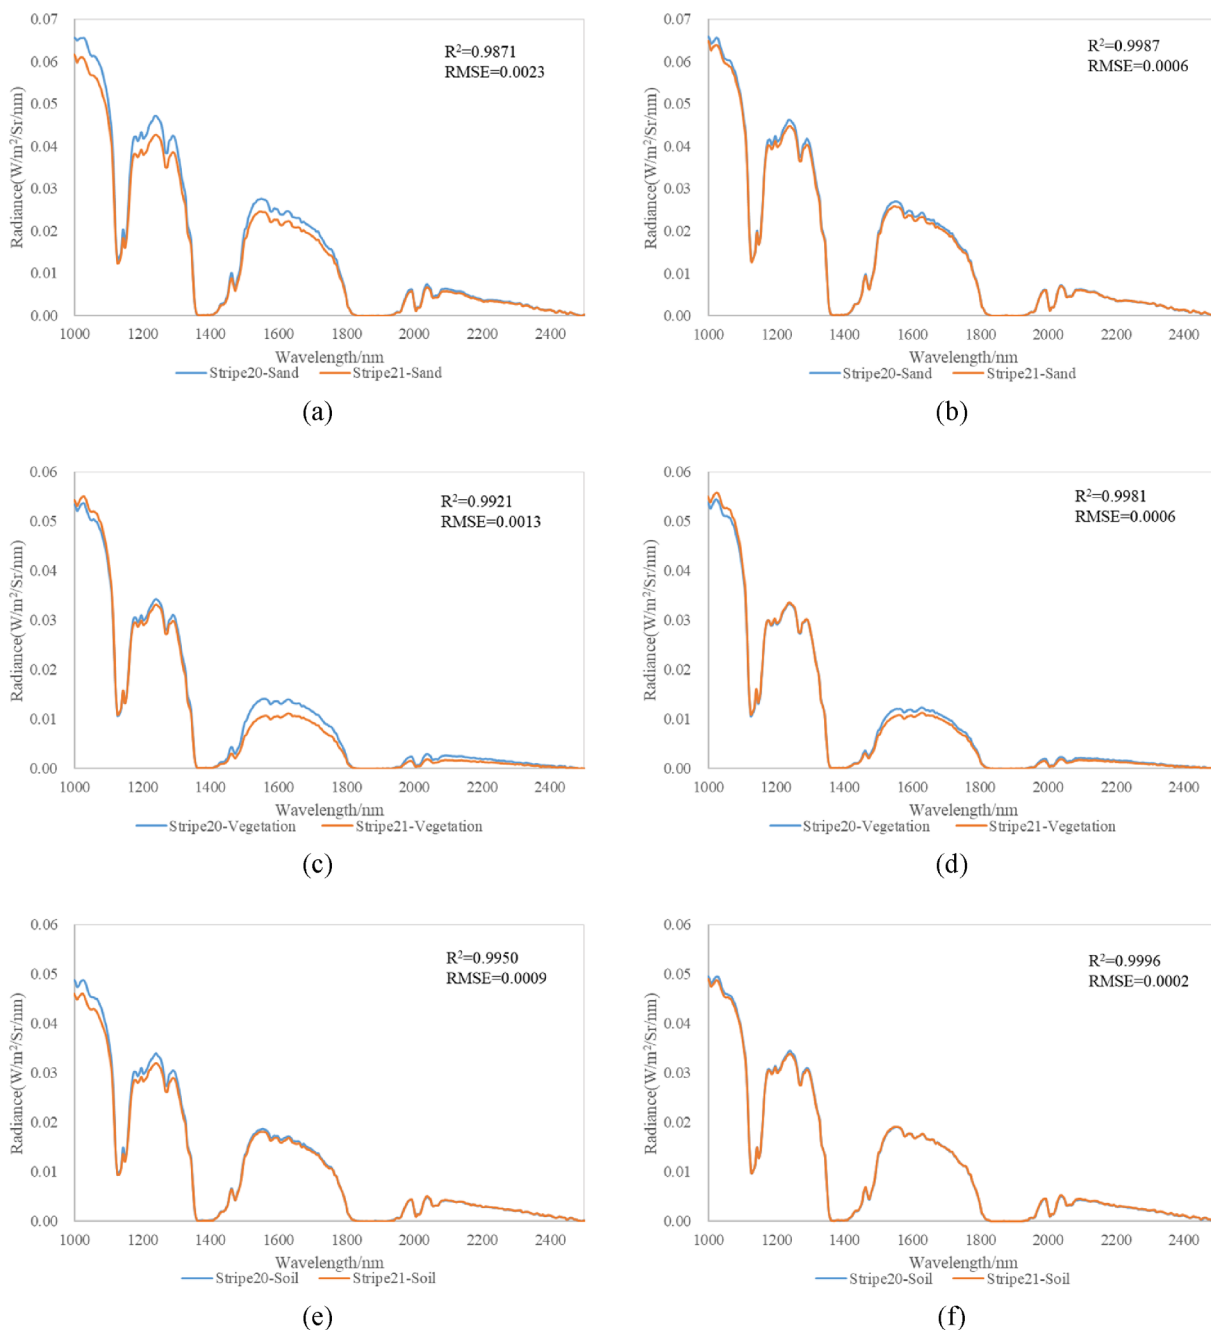 0.07
0.06
0.05
0.04
0.03
0.02
0.01
0.00
Radiance(W/m²/Sr/nm)
R²=0.9871
RMSE=0.0023
1000 1200 1400 1600 1800 2000 2200 2400
Wavelength/nm
Stripe20-Sand Stripe21-Sand
(a)
0.07
0.06
0.05
0.04
0.03
0.02
0.01
0.00
Radiance(W/m²/Sr/nm)
R²=0.9987
RMSE=0.0006
1000 1200 1400 1600 1800 2000 2200 2400
Wavelength/nm
Stripe20-Sand Stripe21-Sand
(b)
0.06
0.05
0.04
0.03
0.02
0.01
0.00
Radiance(W/m²/Sr/nm)
R²=0.9921
RMSE=0.0013
1000 1200 1400 1600 1800 2000 2200 2400
Wavelength/nm
Stripe20-Vegetation Stripe21-Vegetation
(c)
0.06
0.05
0.04
0.03
0.02
0.01
0.00
Radiance(W/m²/Sr/nm)
R²=0.9981
RMSE=0.0006
1000 1200 1400 1600 1800 2000 2200 2400
Wavelength/nm
Stripe20-Vegetation Stripe21-Vegetation
(d)
0.06
0.05
0.04
0.03
0.02
0.01
0.00
Radiance(W/m²/Sr/nm)
R²=0.9950
RMSE=0.0009
1000 1200 1400 1600 1800 2000 2200 2400
Wavelength/nm
Stripe20-Soil Stripe21-Soil
(e)
0.06
0.05
0.04
0.03
0.02
0.01
0.00
Radiance(W/m²/Sr/nm)
R²=0.9996
RMSE=0.0002
1000 1200 1400 1600 1800 2000 2200 2400
Wavelength/nm
Stripe20-Soil Stripe21-Soil
(f)